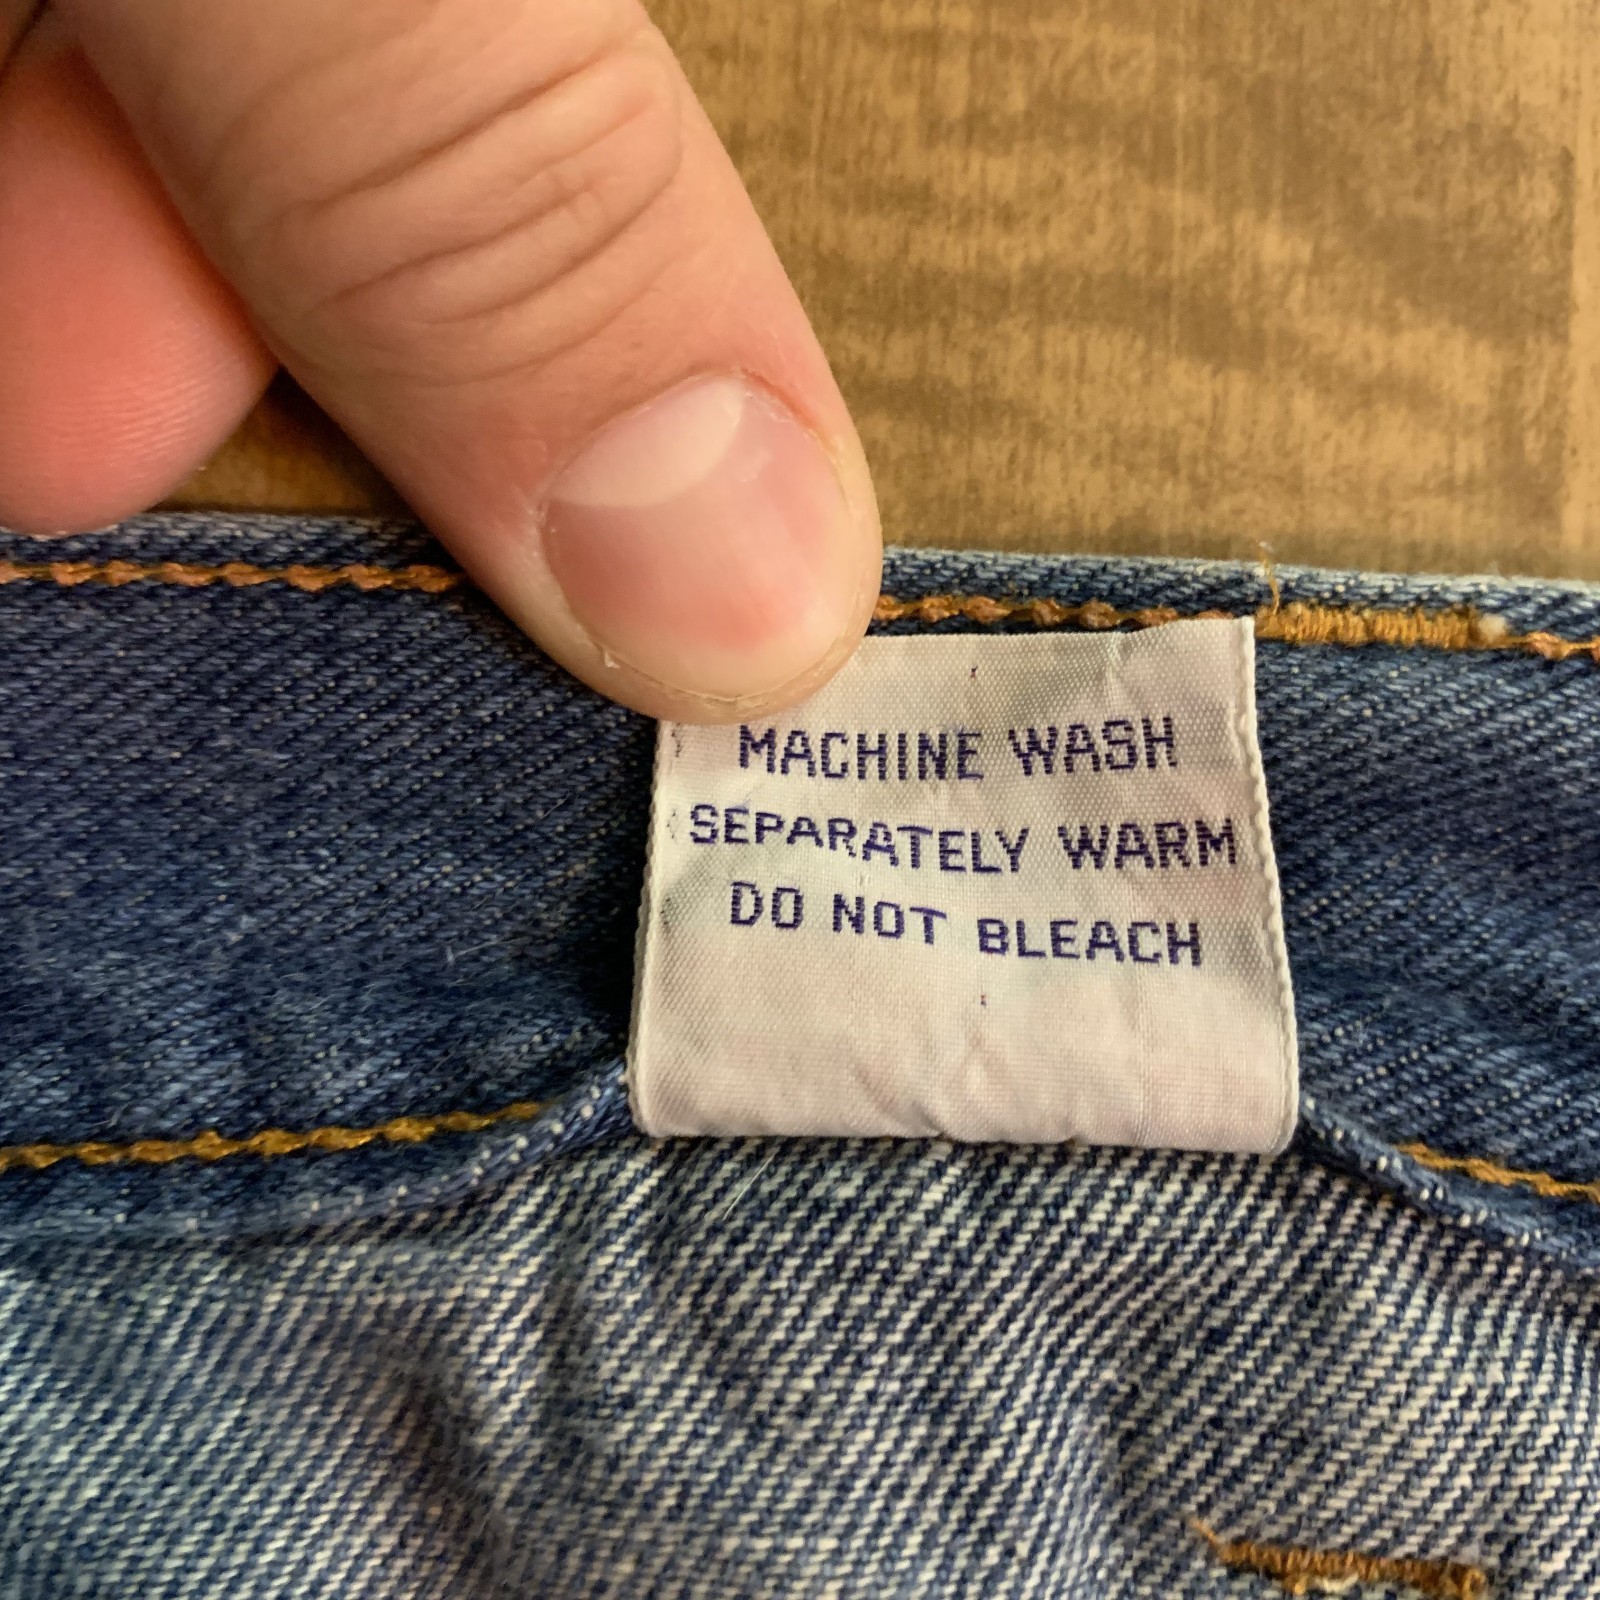 MACHINE WASH
SEPARATELY WARM
DO NOT BLEACH